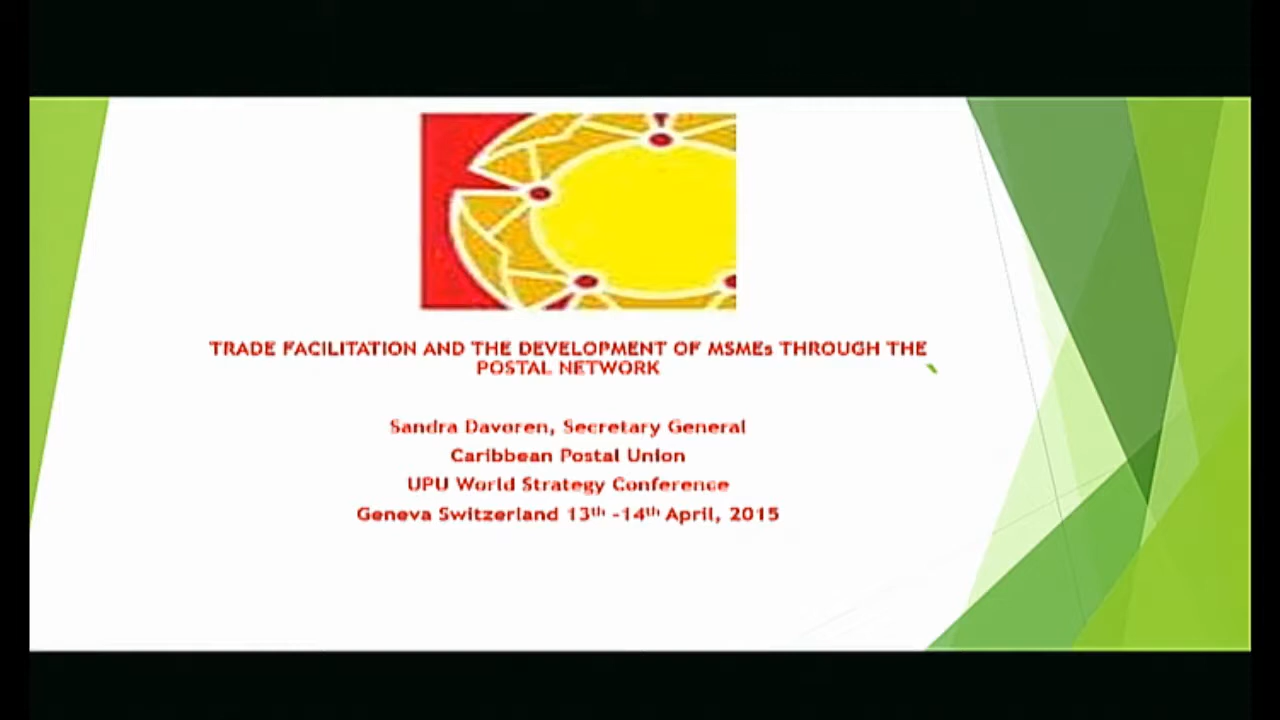 TRADE FACILITATION AND THE DEVELOPMENT OF MSMEs THROUGH THE
POSTAL NETWORK
Sandra Davoren, Secretary General
Caribbean Postal Union
UPU World Strategy Conference
Geneva Switzerland 13th -14th April, 2015